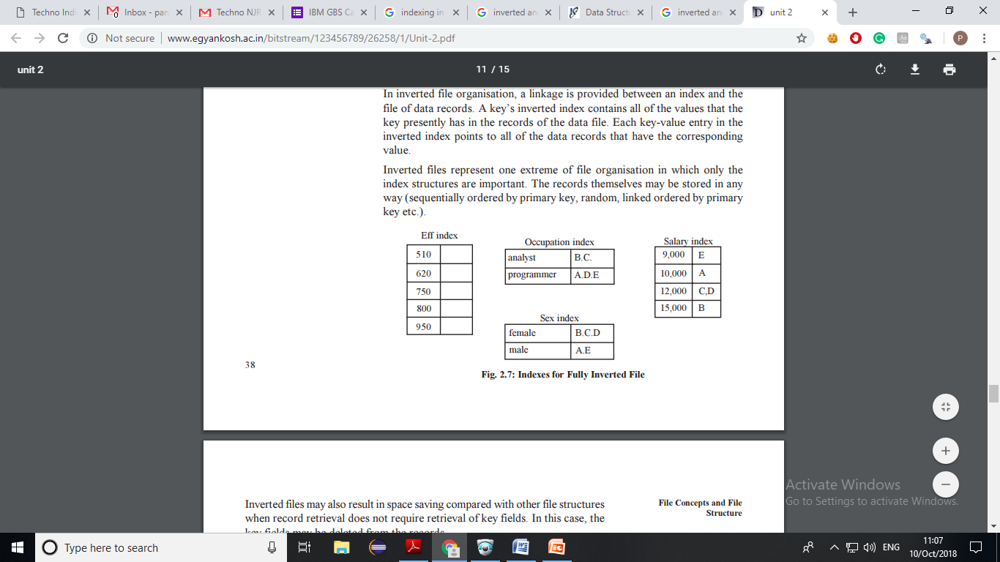 Techno Indi
Inbox - pan
Techno NJR
IBM GBS Ca
indexing in
inverted an
Data Structu
inverted an
unit 2
Not secure
www.egyankosh.ac.in/bitstream/123456789/26258/1/Unit-2.pdf
P
unit 2
11 / 15
In inverted file organisation, a linkage is provided between an index and the
file of data records. A key's inverted index contains all of the values that the
key presently has in the records of the data file. Each key-value entry in the
inverted index points to all of the data records that have the corresponding
value.
Inverted files represent one extreme of file organisation in which only the
index structures are important. The records themselves may be stored in any
way (sequentially ordered by primary key, random, linked ordered by primary
key etc.).
Eff index
510
620
750
800
950
Occupation index
analyst B.C.
programmer A.D.E
Sex index
female B.C.D
male A.E
Salary index
9,000 E
10,000 A
12,000 C,D
15,000 B
38
Fig. 2.7: Indexes for Fully Inverted File
Inverted files may also result in space saving compared with other file structures
when record retrieval does not require retrieval of key fields. In this case, the
key fields may be deleted from the records.
File Concepts and File
Structure
Activate Windows
Go to Settings to activate Windows.
Type here to search
ENG
11:07
10/Oct/2018